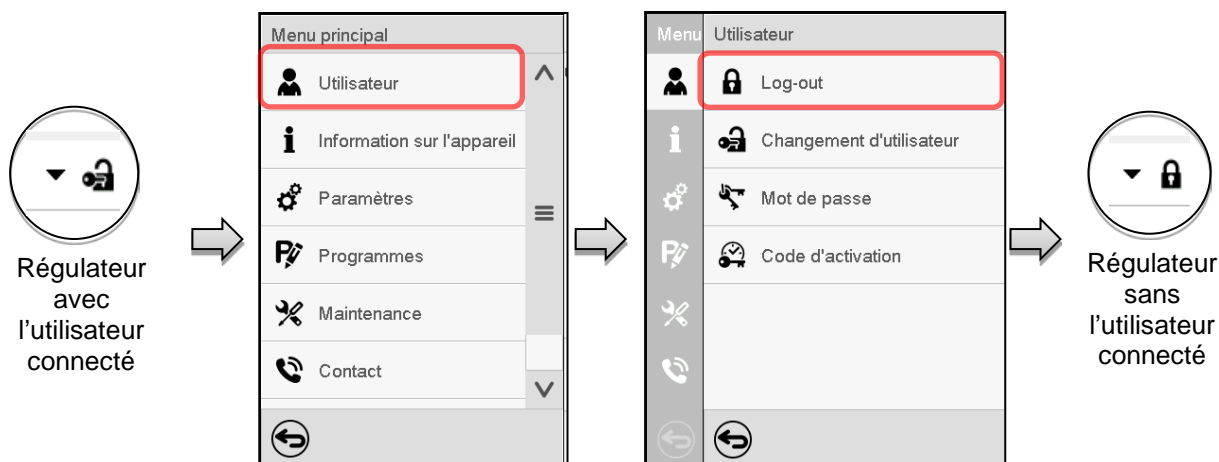 Régulateur
avec
l’utilisateur
connecté
Menu principal
Utilisateur
Information sur l'appareil
Paramètres
Programmes
Maintenance
Contact
Menu
Utilisateur
Log-out
Changement d'utilisateur
Mot de passe
Code d'activation
Régulateur
sans
l’utilisateur
connecté